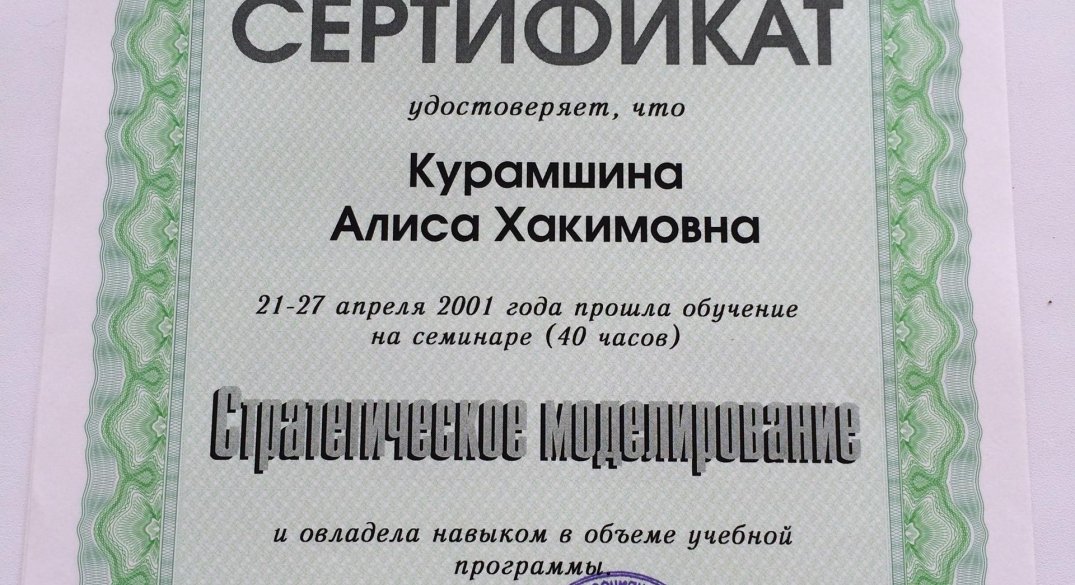 СЕРТИФИКАТ
удостоверяет, что
Курамшина
Алиса Хакимовна
21-27 апреля 2001 года прошла обучение
на семинаре (40 часов)
Стратегическое моделирование
и овладела навыком в объеме учебной
программы.